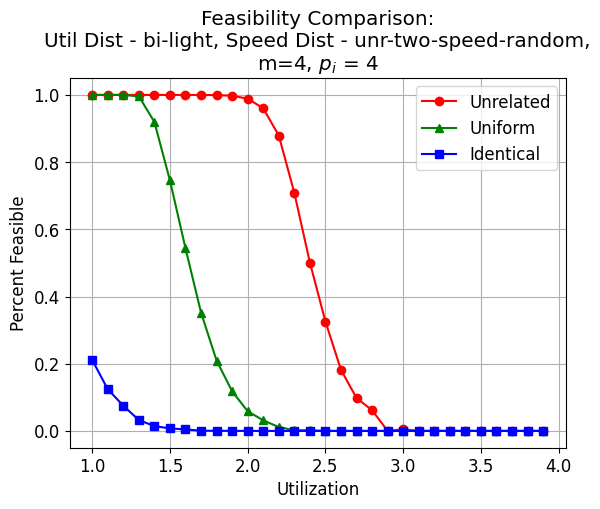 Feasibility Comparison:
Util Dist - bi-light, Speed Dist - unr-two-speed-random,
m=4, p_i = 4
Unrelated
Uniform
Identical
Percent Feasible
1.0
0.8
0.6
0.4
0.2
0.0
1.0 1.5 2.0 2.5 3.0 3.5 4.0
Utilization